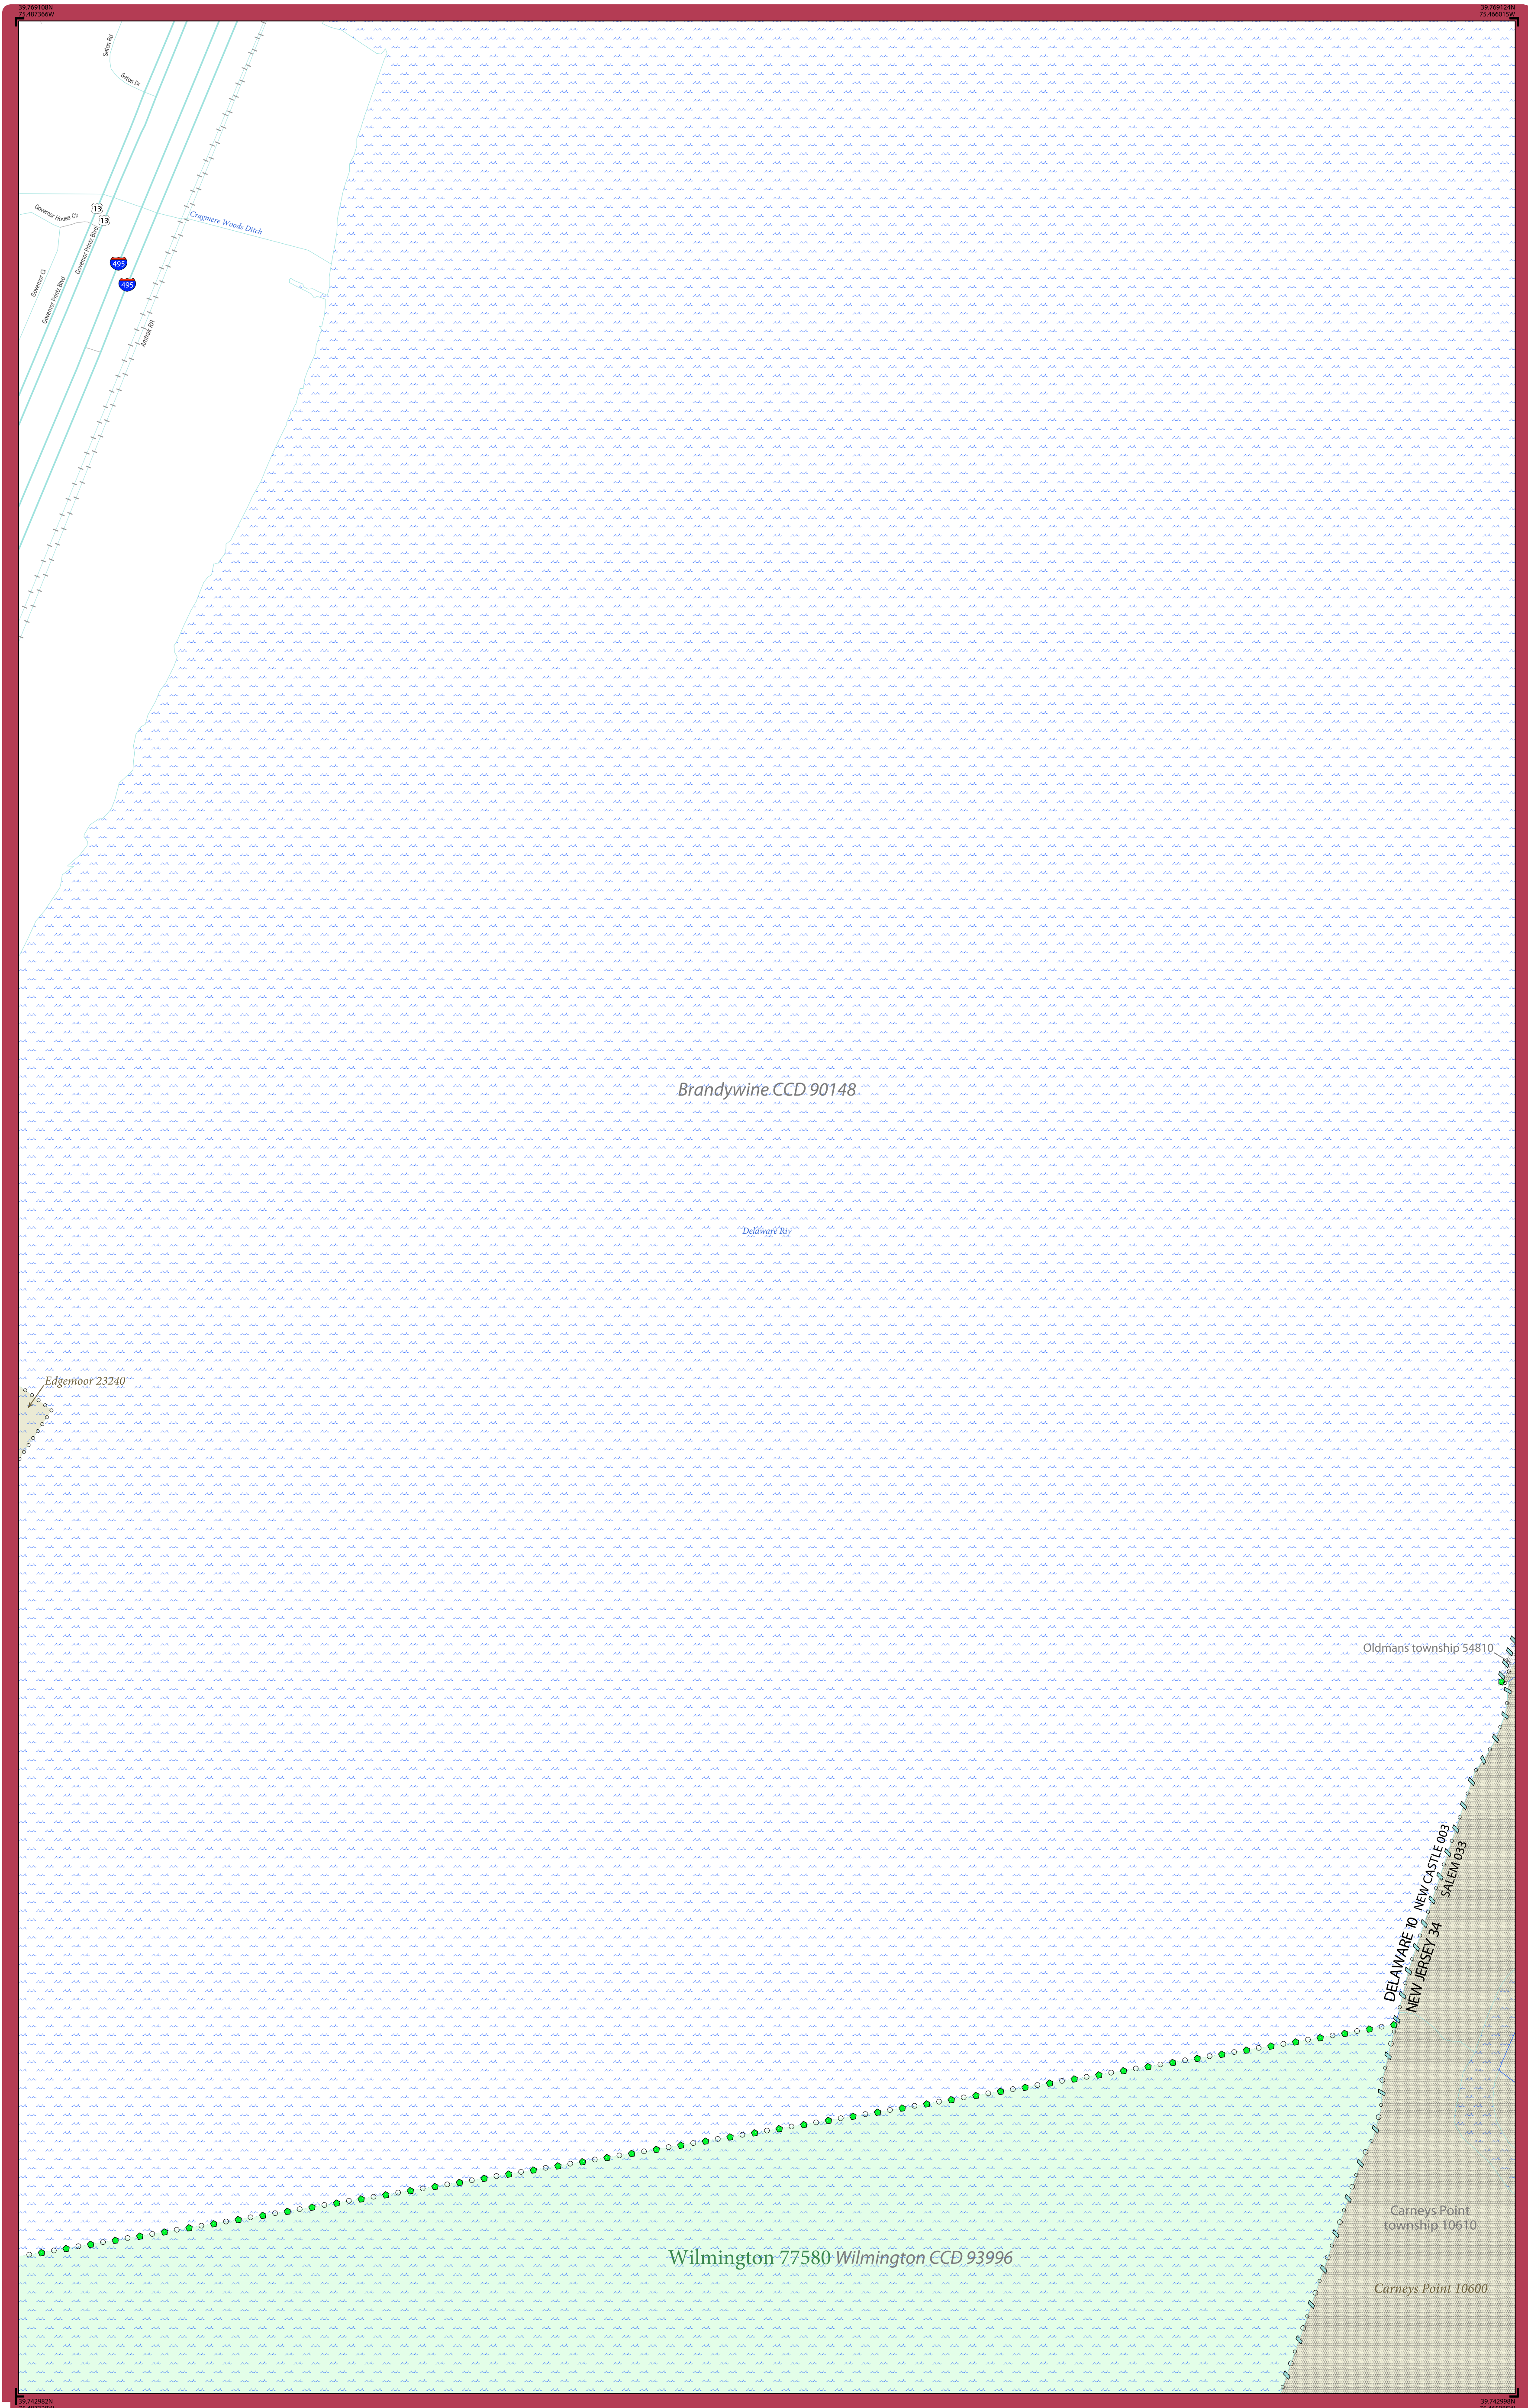 39.769108N
75.487366W
39.769124N
75.466015W
Seton Rd
Seton Dr
Governor House Cir
13
13
Cragmere Woods Ditch
Governor Printz Blvd
495
Governor Ct
Governor Printz Blvd
495
Amtrak RR
Brandywine CCD 90148
Delaware Riv
Edgemoor 23240
Oldmans township 54810
NEW CASTLE 003
SALEM 033
DELAWARE 10
NEW JERSEY 34
Carneys Point
township 10610
Wilmington 77580 Wilmington CCD 93996
Carneys Point 10600
39.742982N
39.742998N